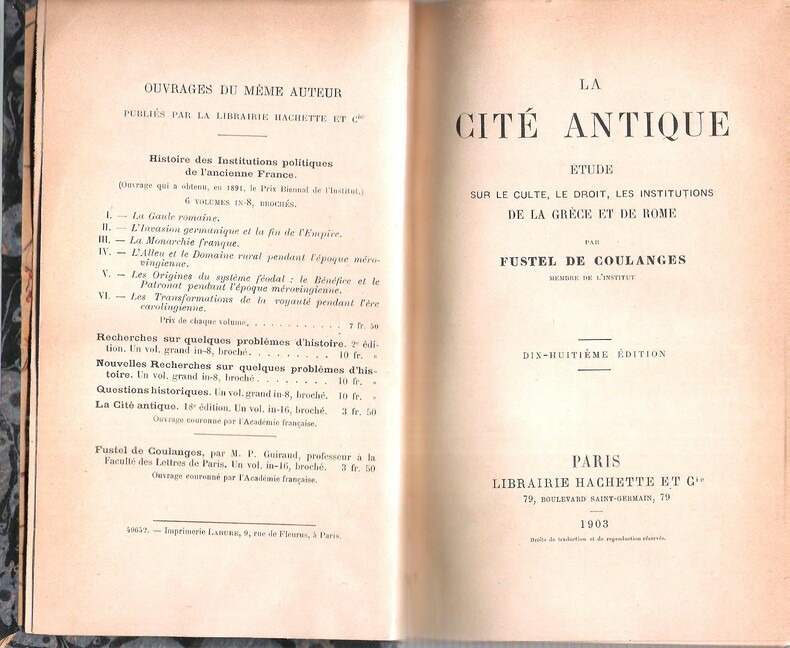 OUVRAGES DU MÊME AUTEUR
PUBLIÉS PAR LA LIBRAIRIE HACHETTE ET Cie
Histoire des Institutions politiques
de l'ancienne France.
(Ouvrage qui a obtenu, en 1891, le Prix Biennal de l'Institut.)
6 VOLUMES IN-8, BROCHÉS.
I. — La Gaule romaine.
II. — L'Invasion germanique et la fin de l'Empire.
III. — La Monarchie franque.
IV. — L'Alleu et le Domaine rural pendant l'époque méro-
vingienne.
V. — Les Origines du système féodal : le Bénéfice et le
Patronat pendant l'époque mérovingienne.
VI. — Les Transformations de la royauté pendant l'ère
carolingienne.
Prix de chaque volume. . . . . . . . . . . 7 fr. 50
Recherches sur quelques problèmes d'histoire. 2e édi-
tion. Un vol. grand in-8, broché. . . . . . . . . 10 fr. »
Nouvelles Recherches sur quelques problèmes d'his-
toire. Un vol. grand in-8, broché. . . . . . . . 10 fr. »
Questions historiques. Un vol. grand in-8, broché. 10 fr. »
La Cité antique. 18e édition. Un vol. in-16, broché. 3 fr. 50
Ouvrage couronné par l'Académie française.
Fustel de Coulanges, par M. P. Guiraud, professeur à la
Faculté des Lettres de Paris. Un vol. in-16, broché. 3 fr. 50
Ouvrage couronné par l'Académie française.
49652. — Imprimerie LAHURE, 9, rue de Fleurus, à Paris.
LA
CITÉ ANTIQUE
ETUDE
SUR LE CULTE, LE DROIT, LES INSTITUTIONS
DE LA GRÈCE ET DE ROME
PAR
FUSTEL DE COULANGES
MEMBRE DE L'INSTITUT
DIX-HUITIÈME ÉDITION
PARIS
LIBRAIRIE HACHETTE ET Cie
79, BOULEVARD SAINT-GERMAIN, 79
1903
Droits de traduction et de reproduction réservés.